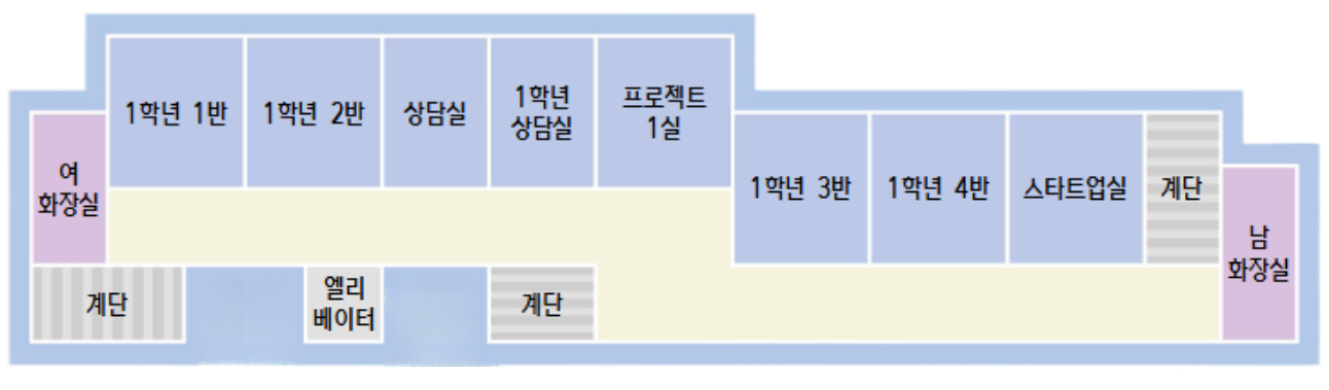 1학년 1반
1학년 2반
상담실
1학년
상담실
프로젝트
1실
여
화장실
1학년 3반
1학년 4반
스타트업실
계단
남
화장실
계단
엘리
베이터
계단